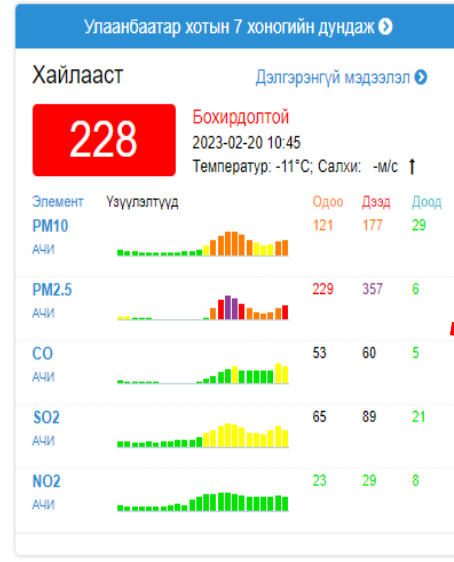 Улаанбаатар хотын 7 хоногийн дундаж
Хайлааст Дэлгэрэнгүй мэдээлэл
228
Бохирдолтой
2023-02-20 10:45
Температур: -11°C; Салхи: -м/с
Элемент Үзүүлэлтүүд Одоо Дээд Доод
PM10 121 177 29
АЧИ
PM2.5 229 357 6
АЧИ
CO 53 60 5
АЧИ
SO2 65 89 21
АЧИ
NO2 23 29 8
АЧИ